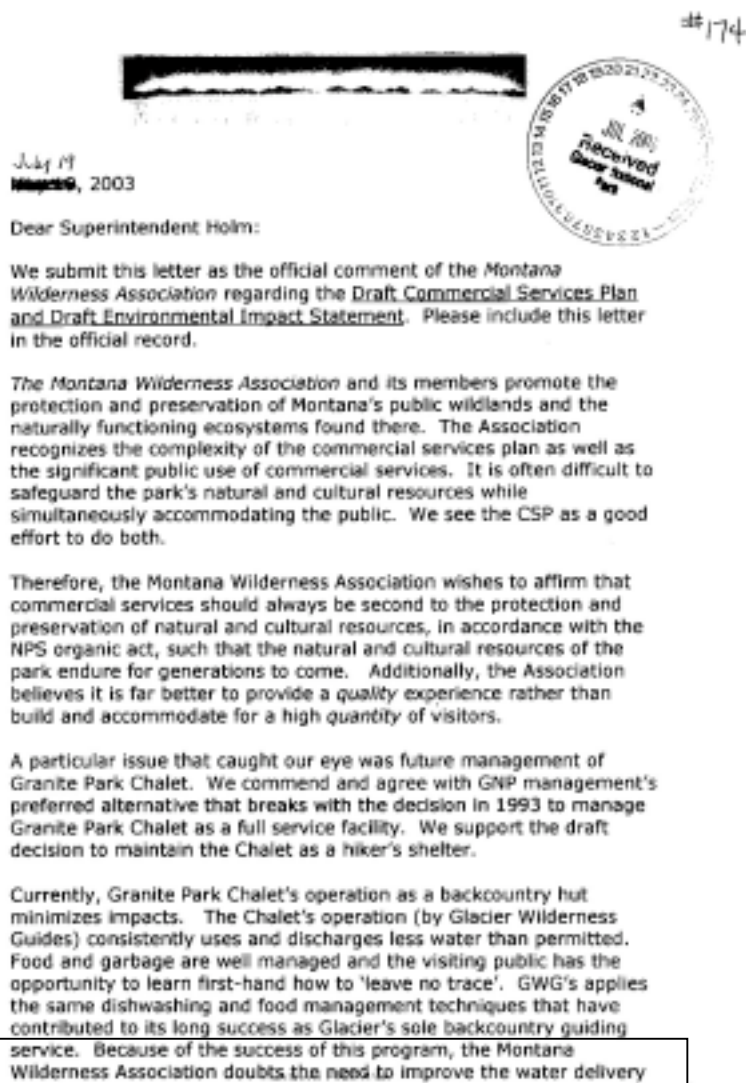 #174
July 19
, 2003
Received
Glacier National
Park
Dear Superintendent Holm:
We submit this letter as the official comment of the Montana
Wilderness Association regarding the Draft Commercial Services Plan
and Draft Environmental Impact Statement. Please include this letter
in the official record.
The Montana Wilderness Association and its members promote the
protection and preservation of Montana's public wildlands and the
naturally functioning ecosystems found there. The Association
recognizes the complexity of the commercial services plan as well as
the significant public use of commercial services. It is often difficult to
safeguard the park's natural and cultural resources while
simultaneously accommodating the public. We see the CSP as a good
effort to do both.
Therefore, the Montana Wilderness Association wishes to affirm that
commercial services should always be second to the protection and
preservation of natural and cultural resources, in accordance with the
NPS organic act, such that the natural and cultural resources of the
park endure for generations to come. Additionally, the Association
believes it is far better to provide a quality experience rather than
build and accommodate for a high quantity of visitors.
A particular issue that caught our eye was future management of
Granite Park Chalet. We commend and agree with GNP management's
preferred alternative that breaks with the decision in 1993 to manage
Granite Park Chalet as a full service facility. We support the draft
decision to maintain the Chalet as a hiker's shelter.
Currently, Granite Park Chalet's operation as a backcountry hut
minimizes impacts. The Chalet's operation (by Glacier Wilderness
Guides) consistently uses and discharges less water than permitted.
Food and garbage are well managed and the visiting public has the
opportunity to learn first-hand how to 'leave no trace'. GWG's applies
the same dishwashing and food management techniques that have
contributed to its long success as Glacier's sole backcountry guiding
service. Because of the success of this program, the Montana
Wilderness Association doubts the need to improve the water delivery